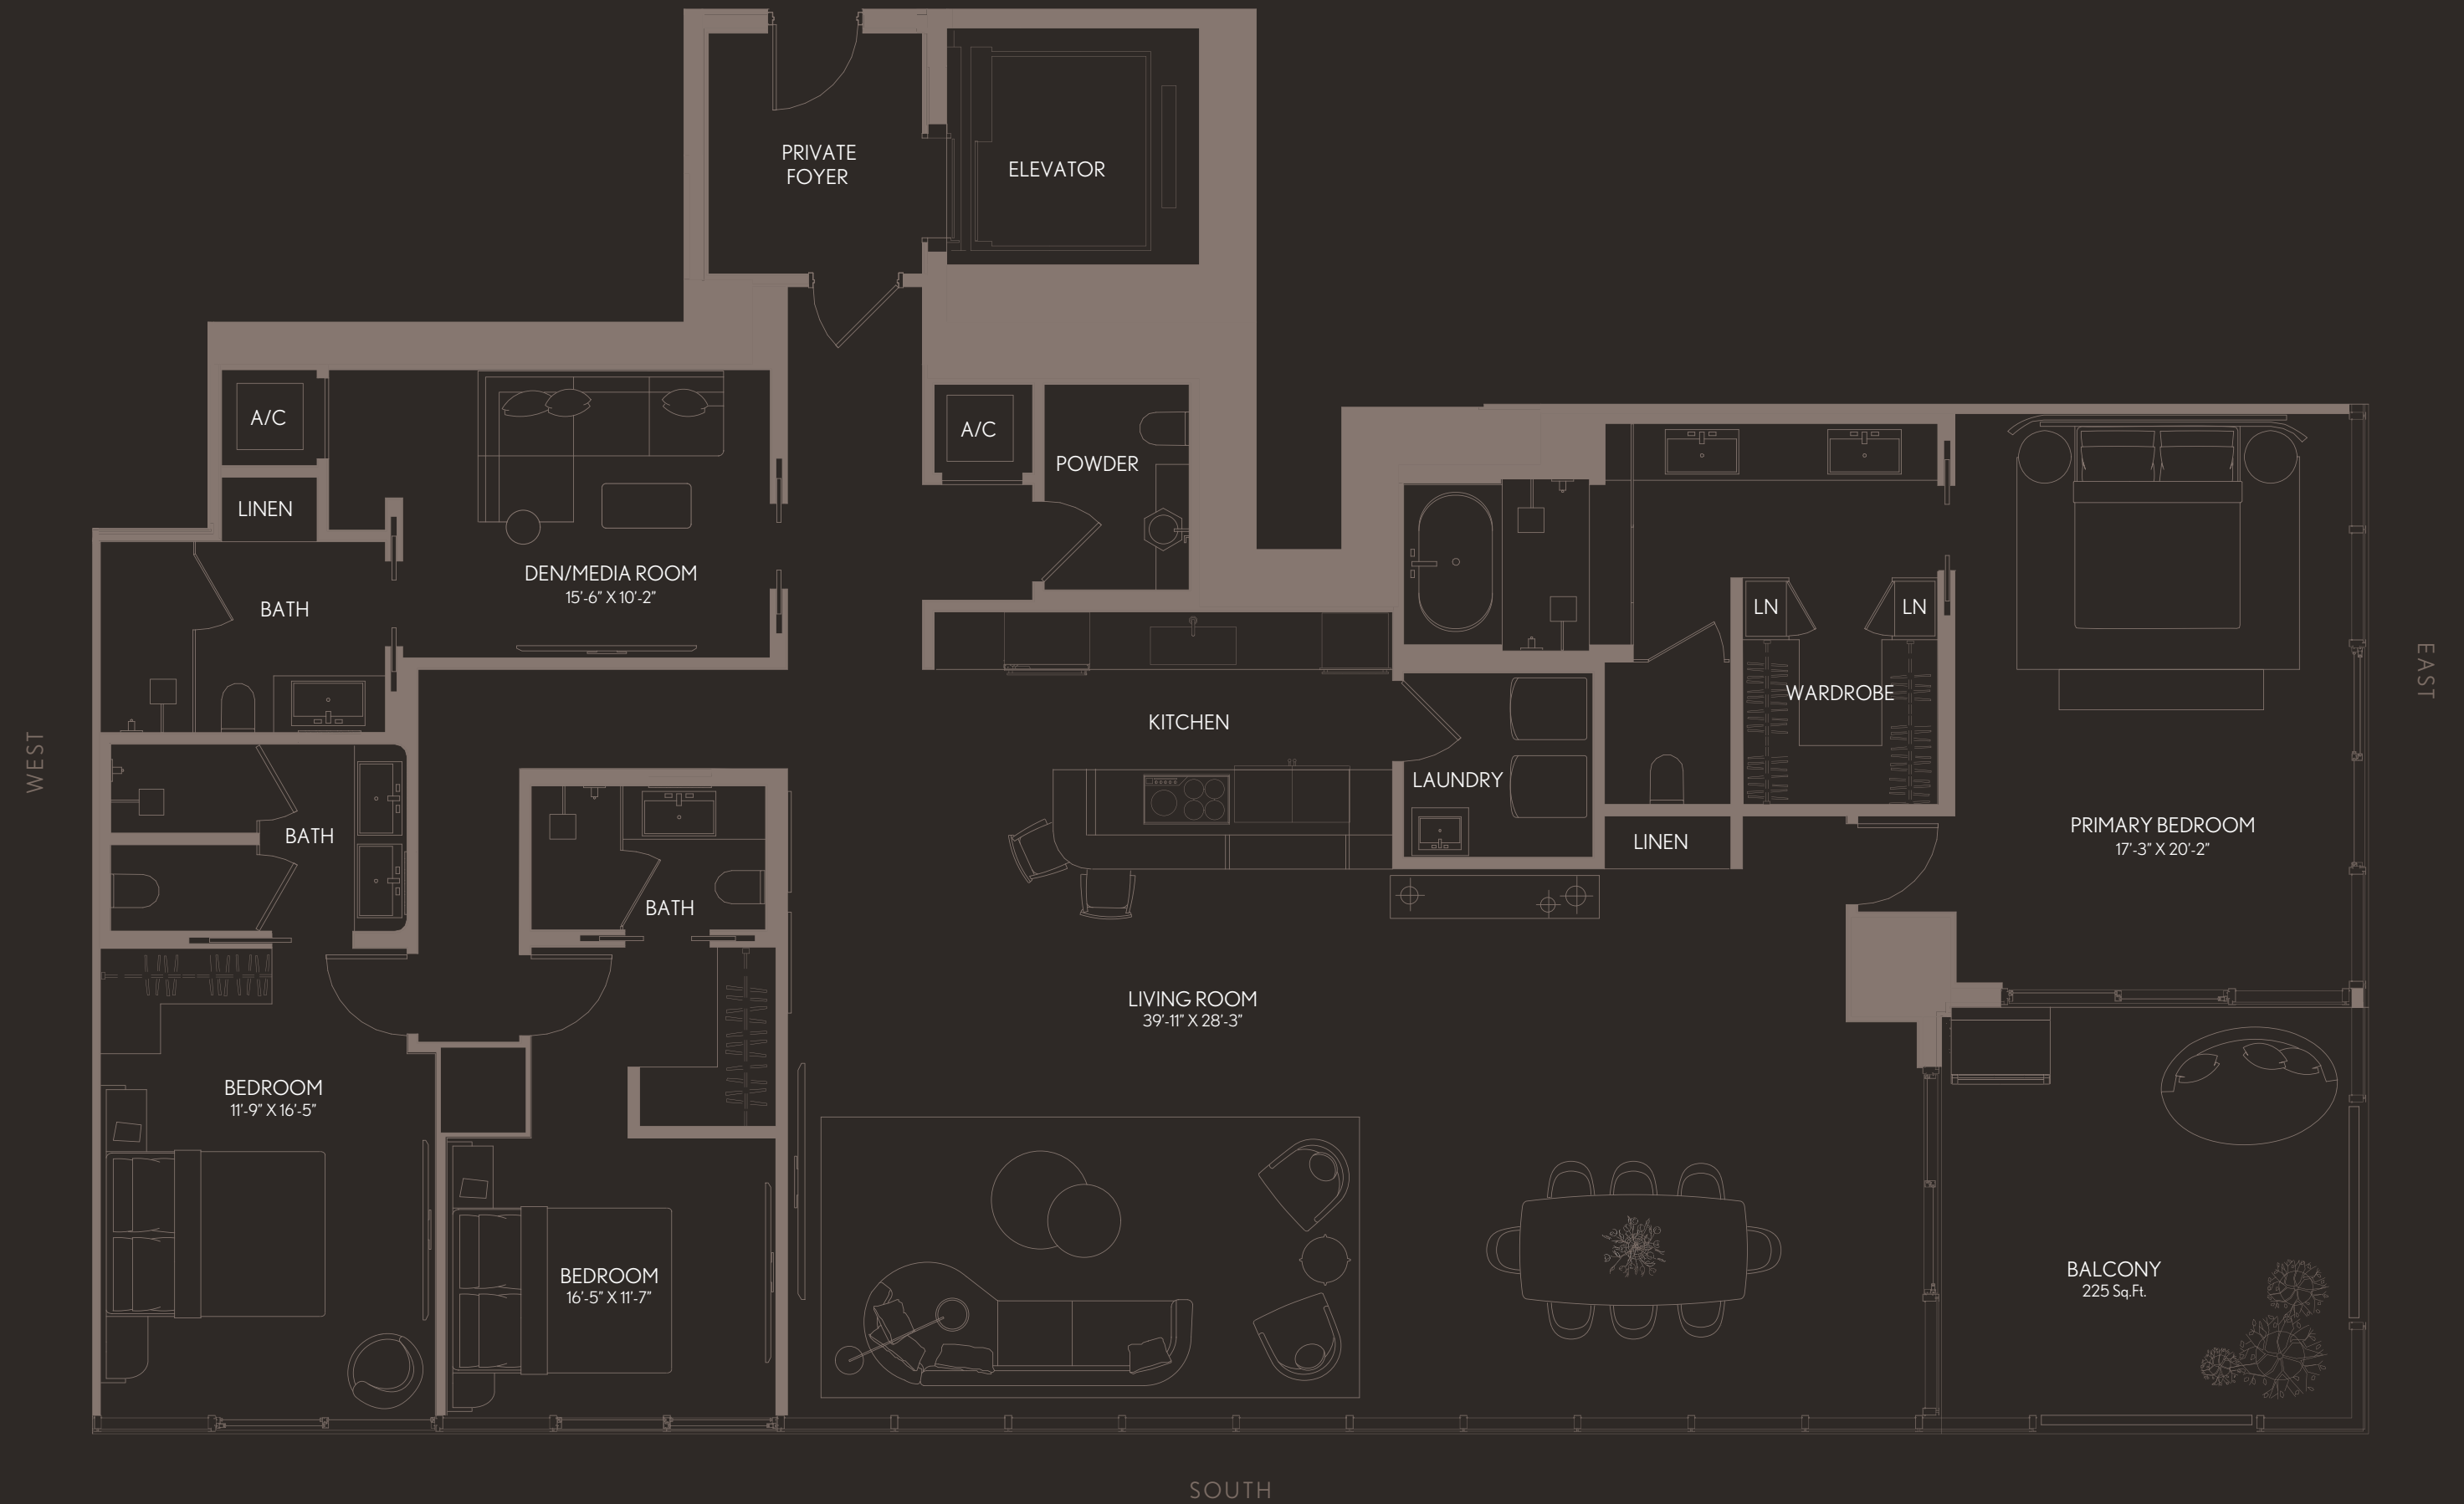 PRIVATE
FOYER
ELEVATOR
A/C
A/C
POWDER
LINEN
DEN/MEDIA ROOM
15'-6" X 10'-2"
BATH
LN
LN
WARDROBE
EAST
KITCHEN
WEST
LAUNDRY
BATH
LINEN
PRIMARY BEDROOM
17'-3" X 20'-2"
BATH
LIVING ROOM
39'-11" X 28'-3"
BEDROOM
11'-9" X 16'-5"
BEDROOM
16'-5" X 11'-7"
BALCONY
225 Sq.Ft.
SOUTH